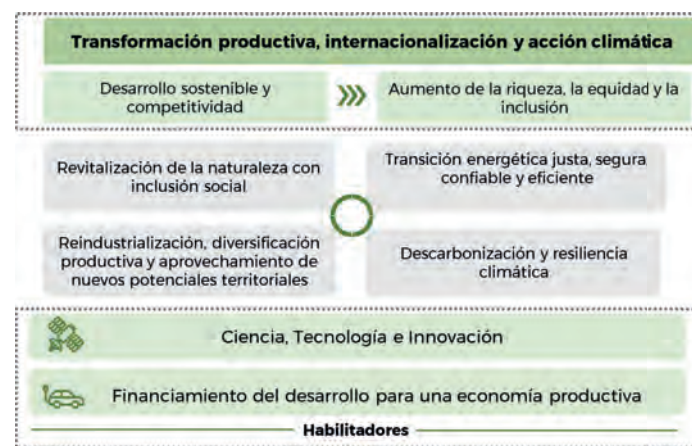 Transformación productiva, internacionalización y acción climática
Desarrollo sostenible y
competitividad
Aumento de la riqueza, la equidad y la
inclusión
Revitalización de la naturaleza con
inclusión social
Transición energética justa, segura
confiable y eficiente
Reindustrialización, diversificación
productiva y aprovechamiento de
nuevos potenciales territoriales
Descarbonización y resiliencia
climática
Ciencia, Tecnología e Innovación
Financiamiento del desarrollo para una economía productiva
Habilitadores